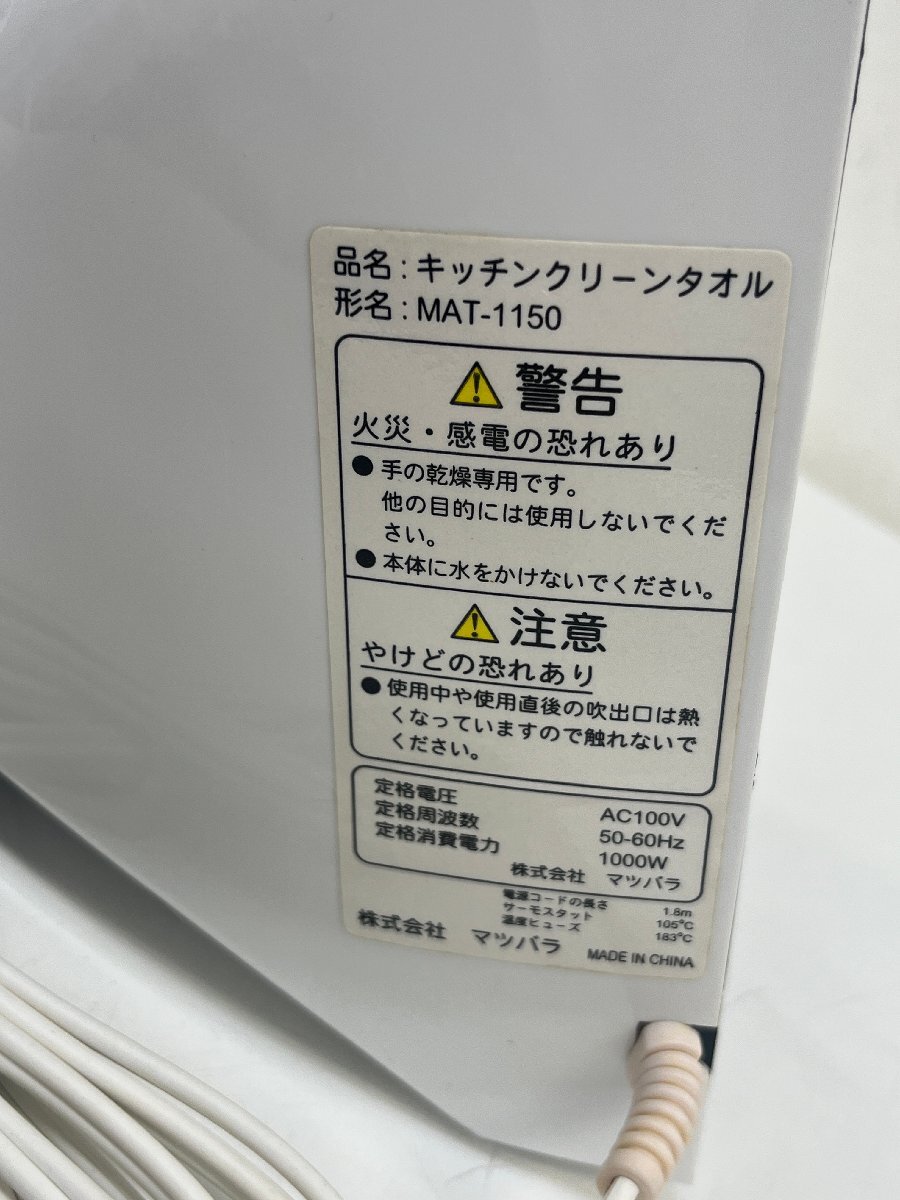 品名：キッチンクリーンタオル
形名：MAT-1150
警告
火災・感電の恐れあり
●手の乾燥専用です。
他の目的には使用しないでくだ
さい。
●本体に水をかけないでください。
注意
やけどの恐れあり
●使用中や使用直後の吹出口は熱
くなっていますので触れないで
ください。
定格電圧 AC100V
定格周波数 50-60Hz
定格消費電力 1000W
株式会社 マツバラ
電源コードの長さ 1.8m
サーモスタット 105℃
温度ヒューズ 183℃
株式会社 マツバラ MADE IN CHINA